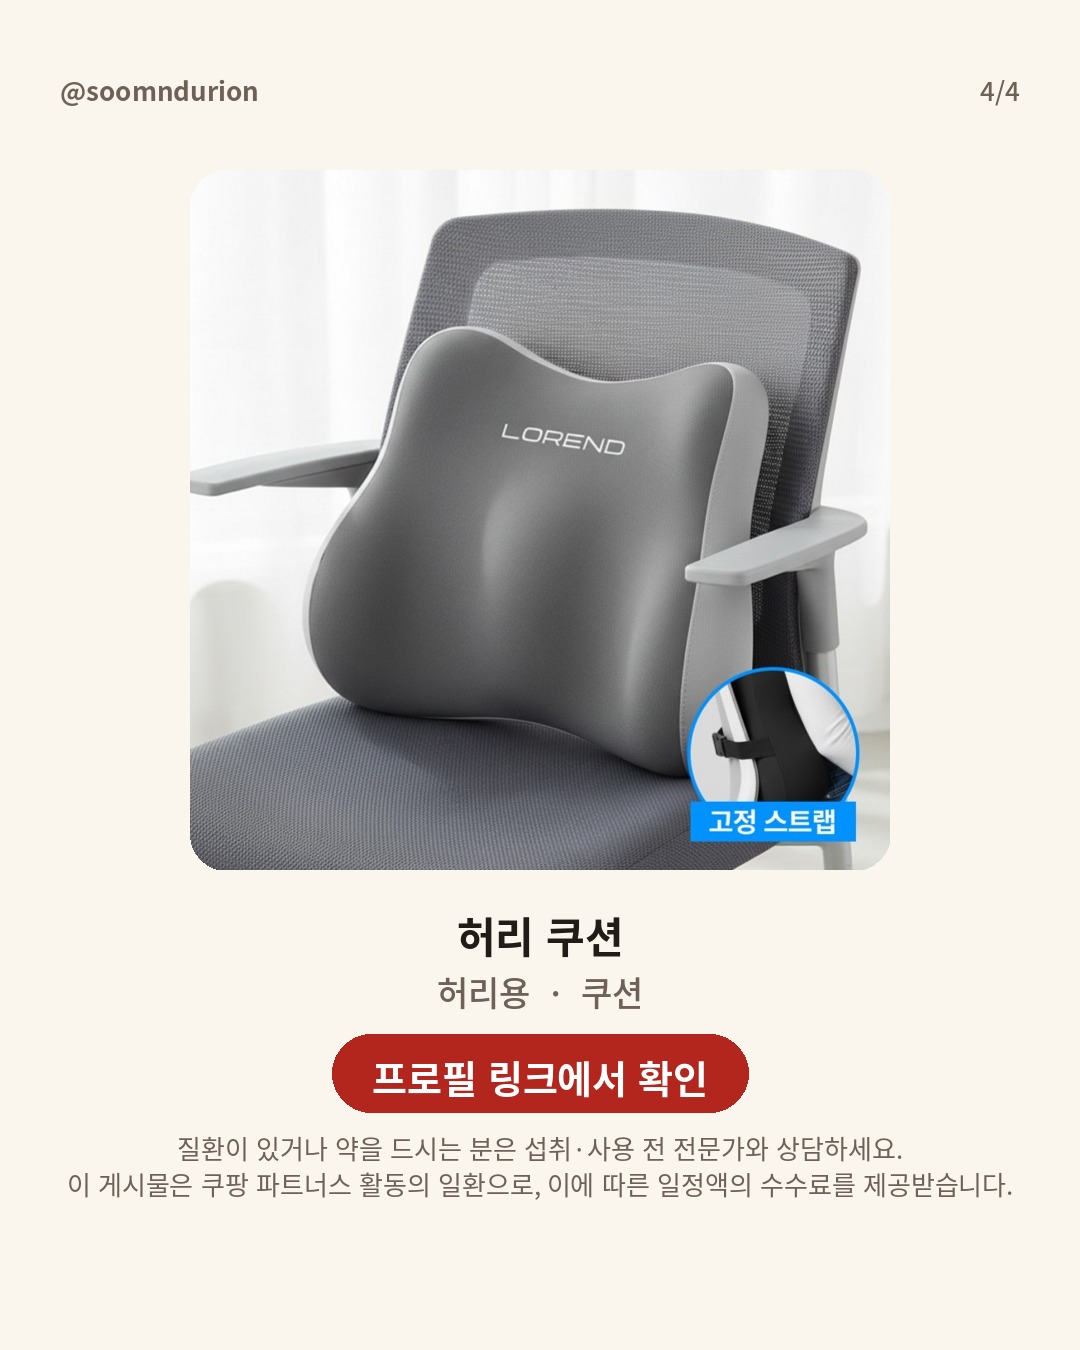 @soomndurion
4/4
LOREND
고정 스트랩
허리 쿠션
허리용 · 쿠션
프로필 링크에서 확인
질환이 있거나 약을 드시는 분은 섭취·사용 전 전문가와 상담하세요.
이 게시물은 쿠팡 파트너스 활동의 일환으로, 이에 따른 일정액의 수수료를 제공받습니다.